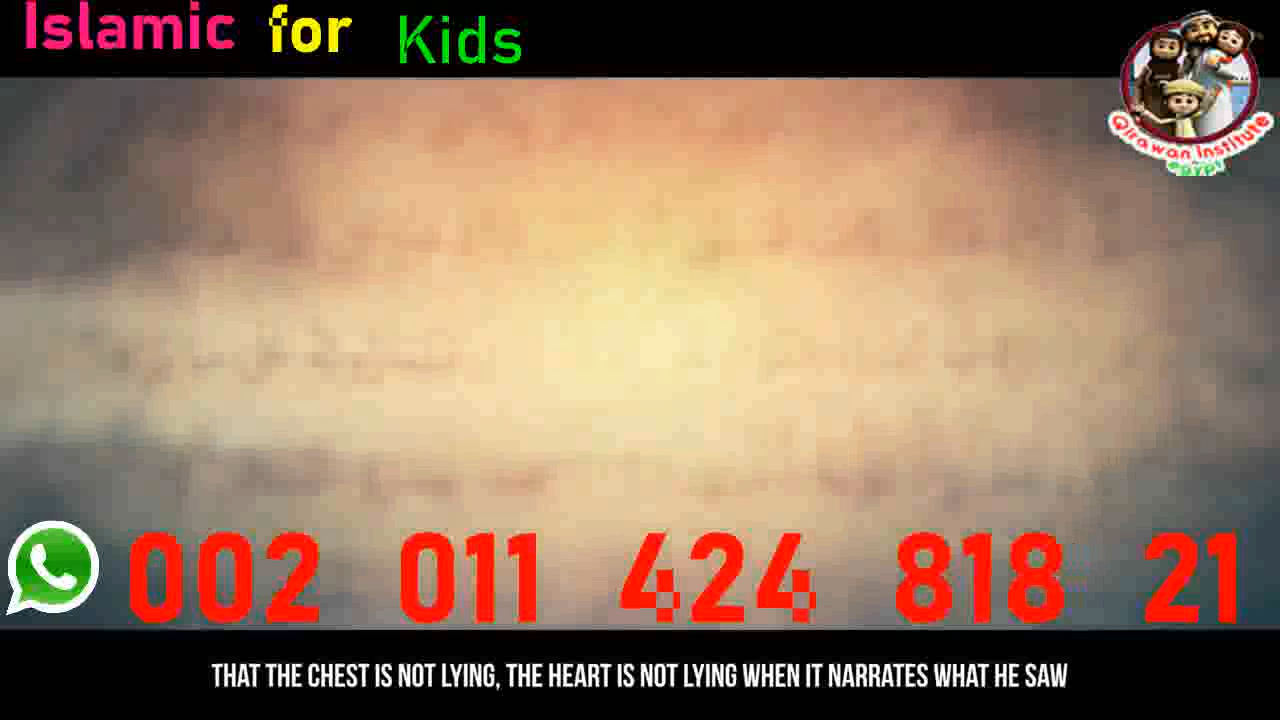 Islamic for Kids
Qirawan Institute
egypt
002 011 424 818 21
THAT THE CHEST IS NOT LYING, THE HEART IS NOT LYING WHEN IT NARRATES WHAT HE SAW